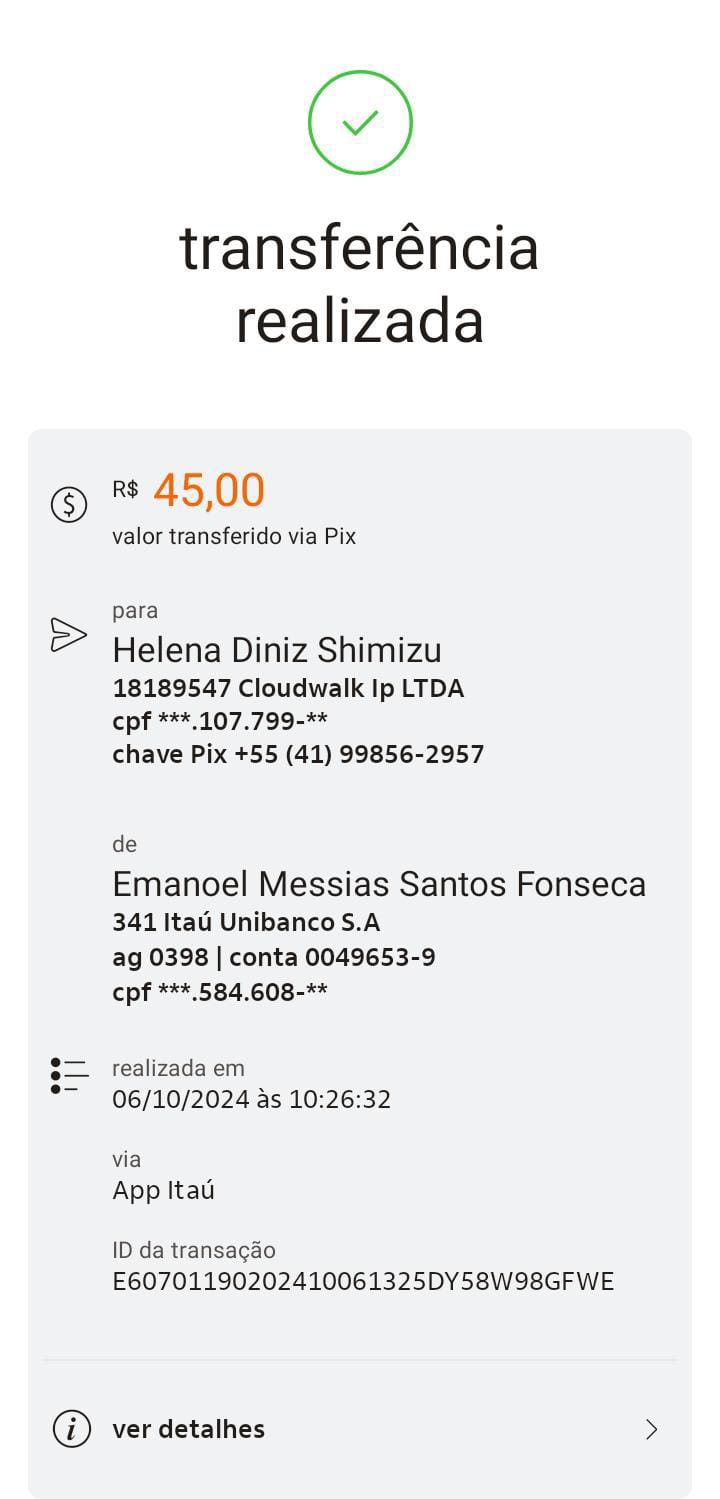 transferência
realizada
R$ 45,00
valor transferido via Pix
para
Helena Diniz Shimizu
18189547 Cloudwalk Ip LTDA
cpf ***.107.799-**
chave Pix +55 (41) 99856-2957
de
Emanoel Messias Santos Fonseca
341 Itaú Unibanco S.A
ag 0398 | conta 0049653-9
cpf ***.584.608-**
realizada em
06/10/2024 às 10:26:32
via
App Itaú
ID da transação
E60701190202410061325DY58W98GFWE
ver detalhes